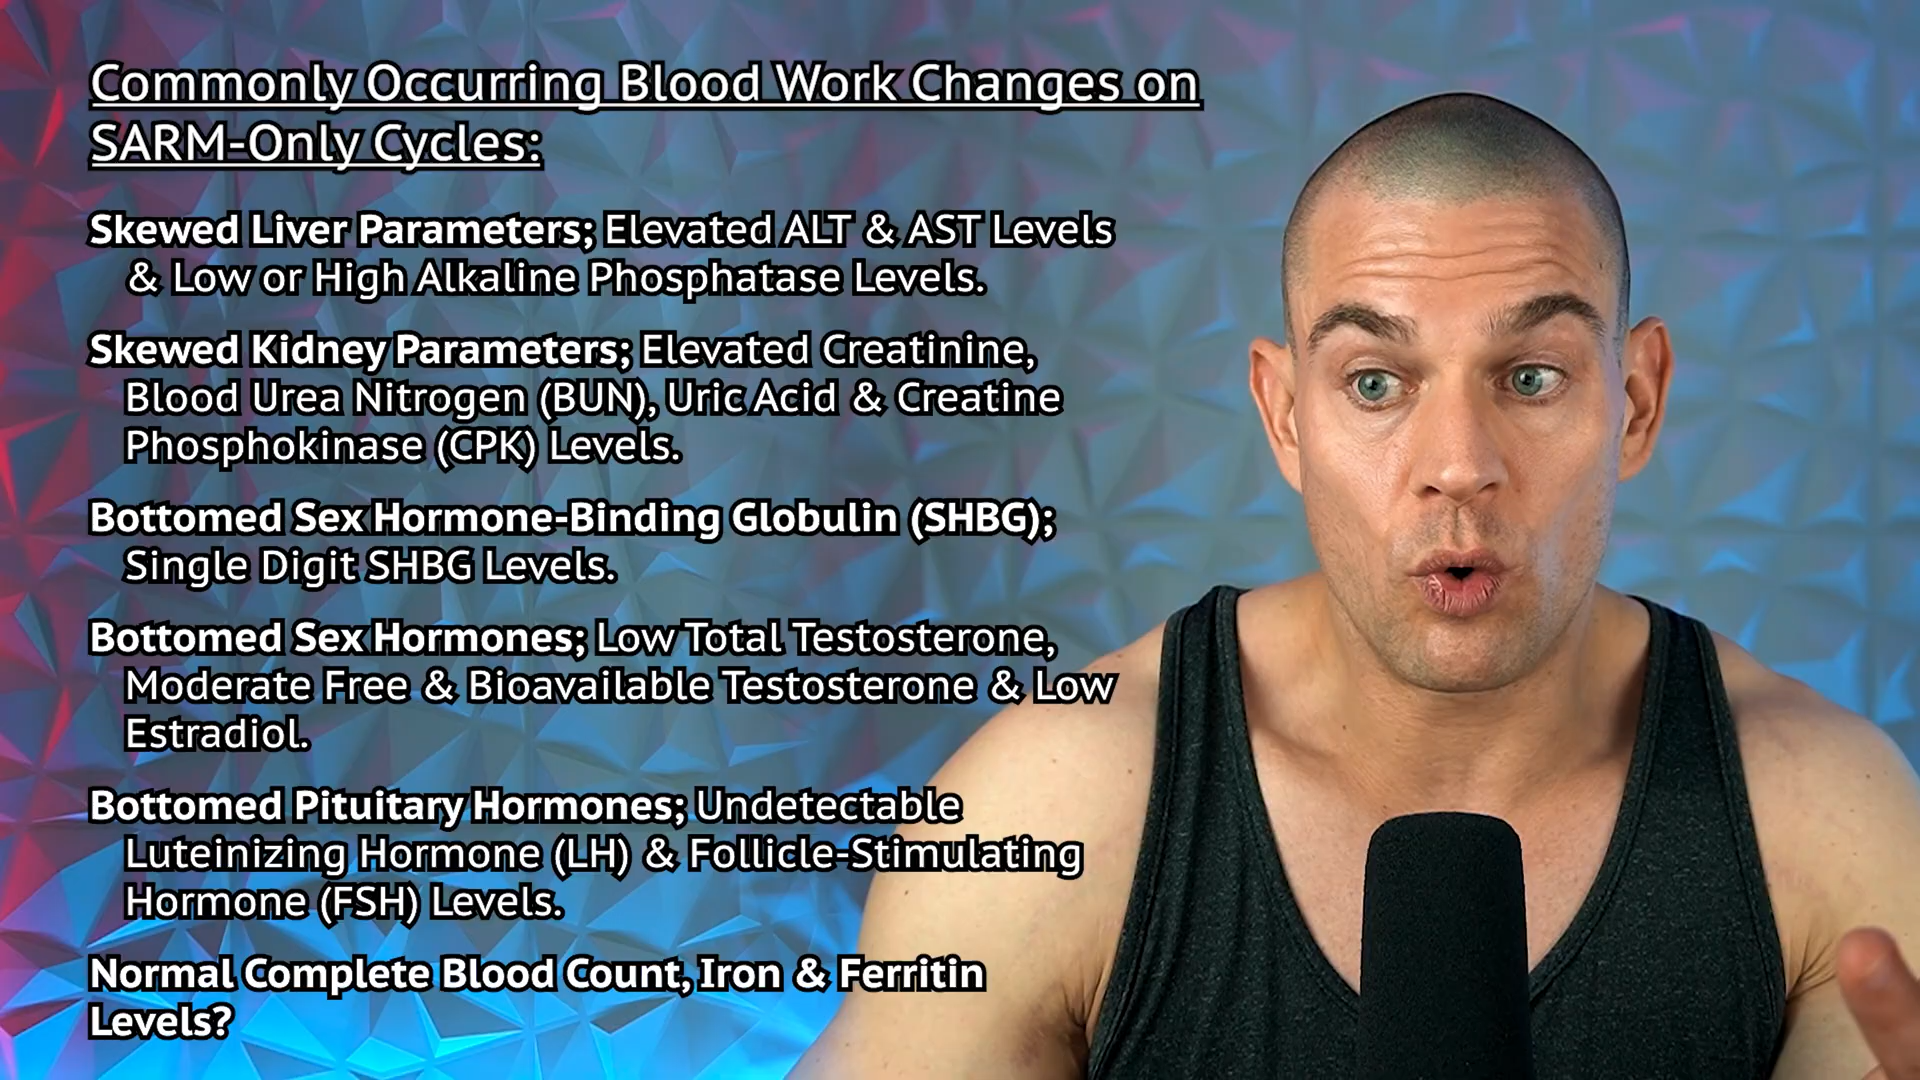 Commonly Occurring Blood Work Changes on
SARM-Only Cycles:
Skewed Liver Parameters; Elevated ALT & AST Levels
& Low or High Alkaline Phosphatase Levels.
Skewed Kidney Parameters; Elevated Creatinine,
Blood Urea Nitrogen (BUN), Uric Acid & Creatine
Phosphokinase (CPK) Levels.
Bottomed Sex Hormone-Binding Globulin (SHBG);
Single Digit SHBG Levels.
Bottomed Sex Hormones; Low Total Testosterone,
Moderate Free & Bioavailable Testosterone & Low
Estradiol.
Bottomed Pituitary Hormones; Undetectable
Luteinizing Hormone (LH) & Follicle-Stimulating
Hormone (FSH) Levels.
Normal Complete Blood Count, Iron & Ferritin
Levels?